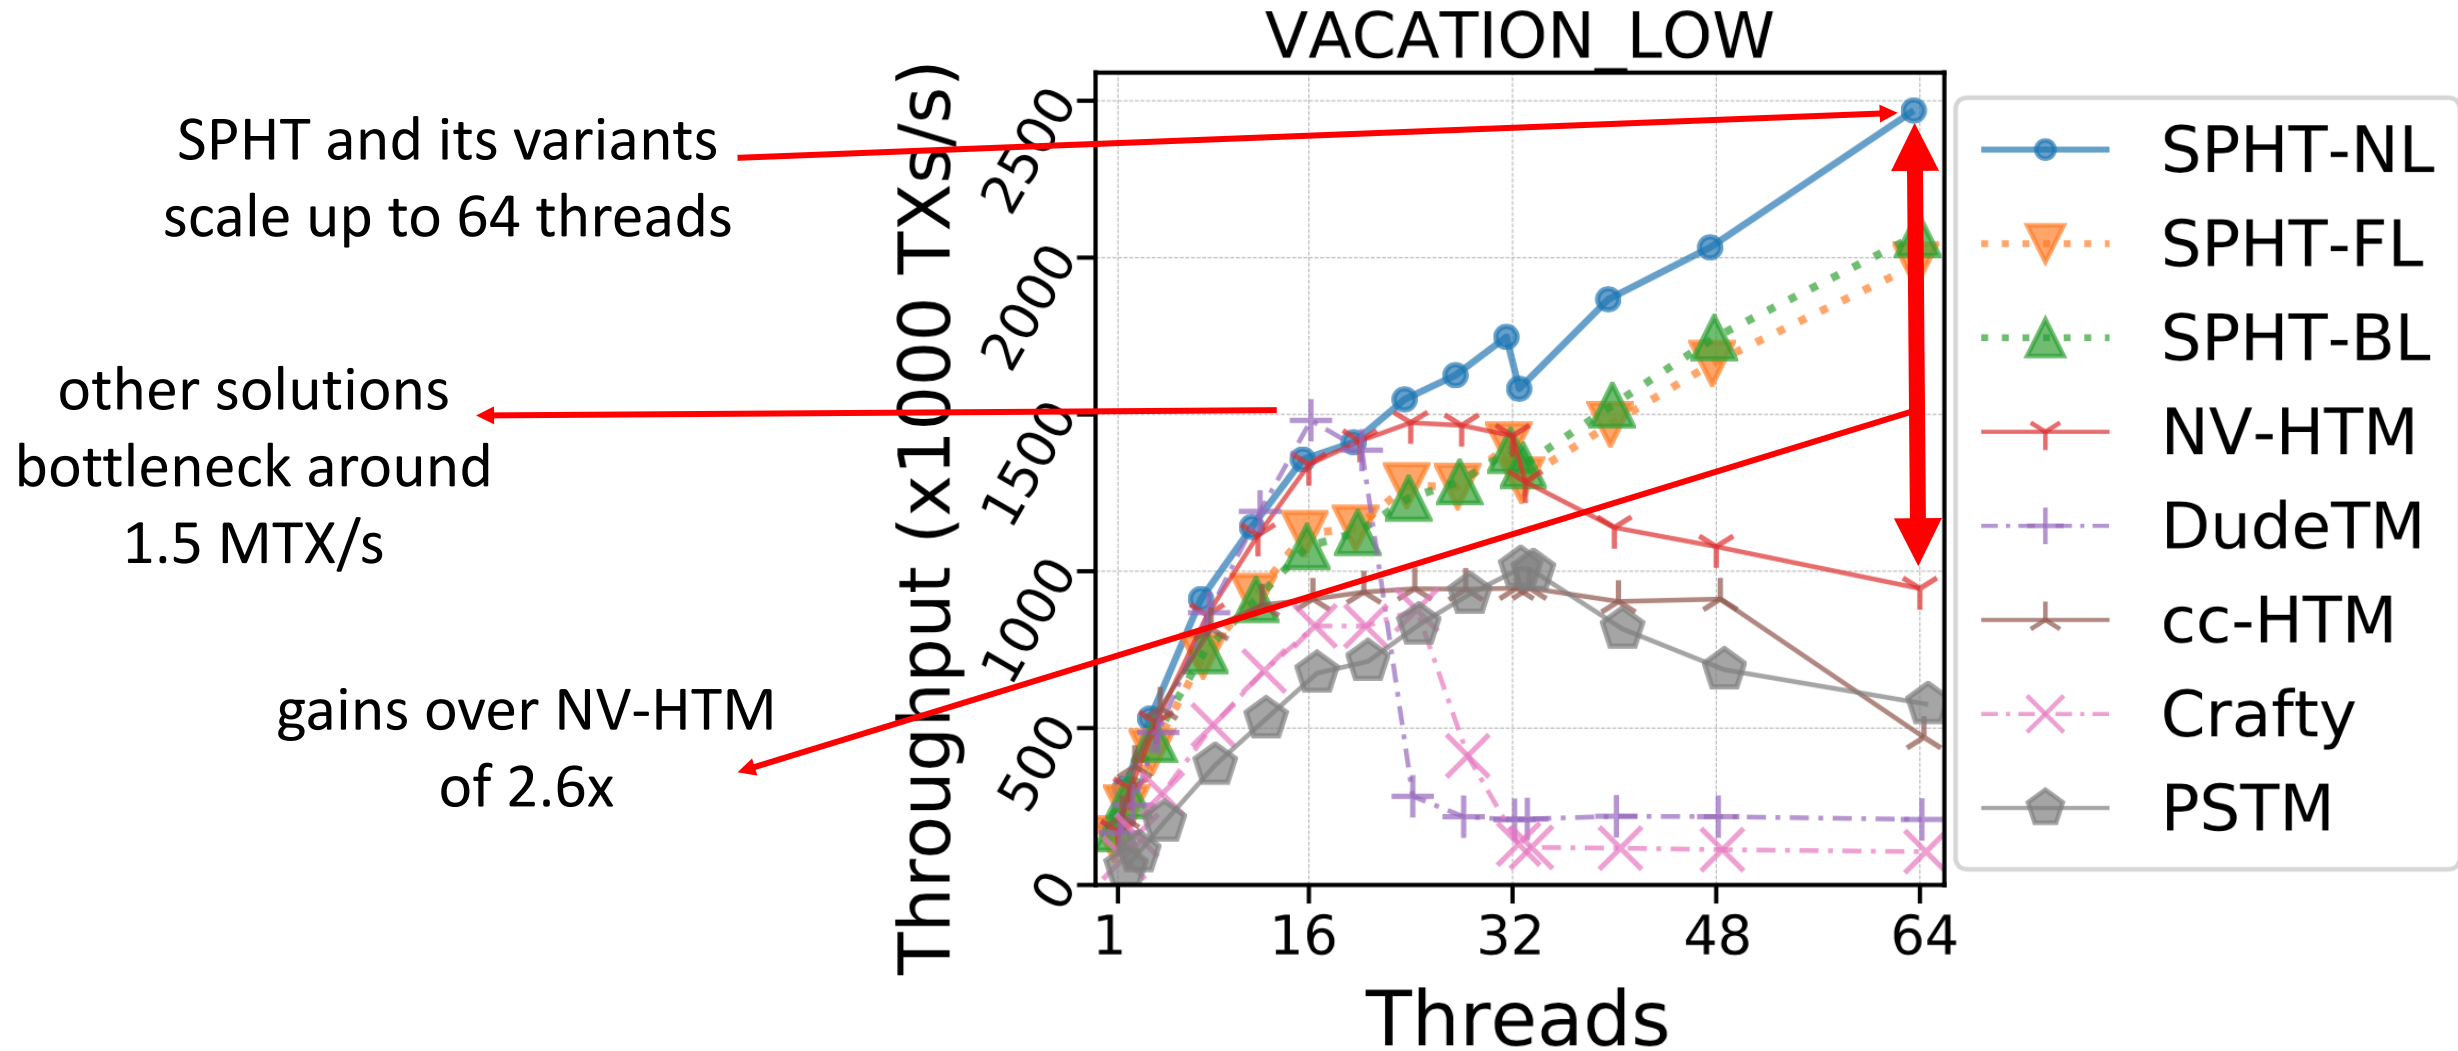 VACATION_LOW
SPHT and its variants
scale up to 64 threads
other solutions
bottleneck around
1.5 MTX/s
gains over NV-HTM
of 2.6x
Throughput (x1000 TXs/s)
2500
2000
1500
1000
500
0
1 16 32 48 64
Threads
SPHT-NL
SPHT-FL
SPHT-BL
NV-HTM
DudeTM
cc-HTM
Crafty
PSTM